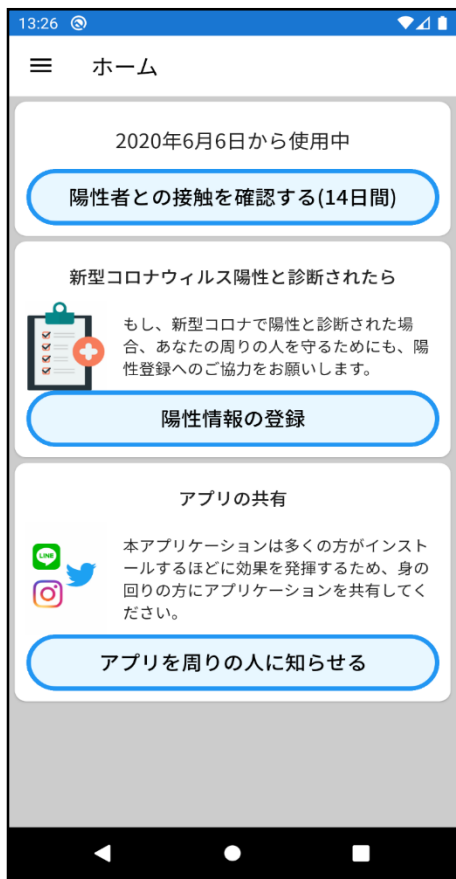 13:26
ホーム
2020年6月6日から使用中
陽性者との接触を確認する(14日間)
新型コロナウィルス陽性と診断されたら
もし、新型コロナで陽性と診断された場
合、あなたの周りの人を守るためにも、陽
性登録へのご協力をお願いします。
陽性情報の登録
アプリの共有
LINE
本アプリケーションは多くの方がインスト
ールするほどに効果を発揮するため、身の
回りの方にアプリケーションを共有してく
ださい。
アプリを周りの人に知らせる